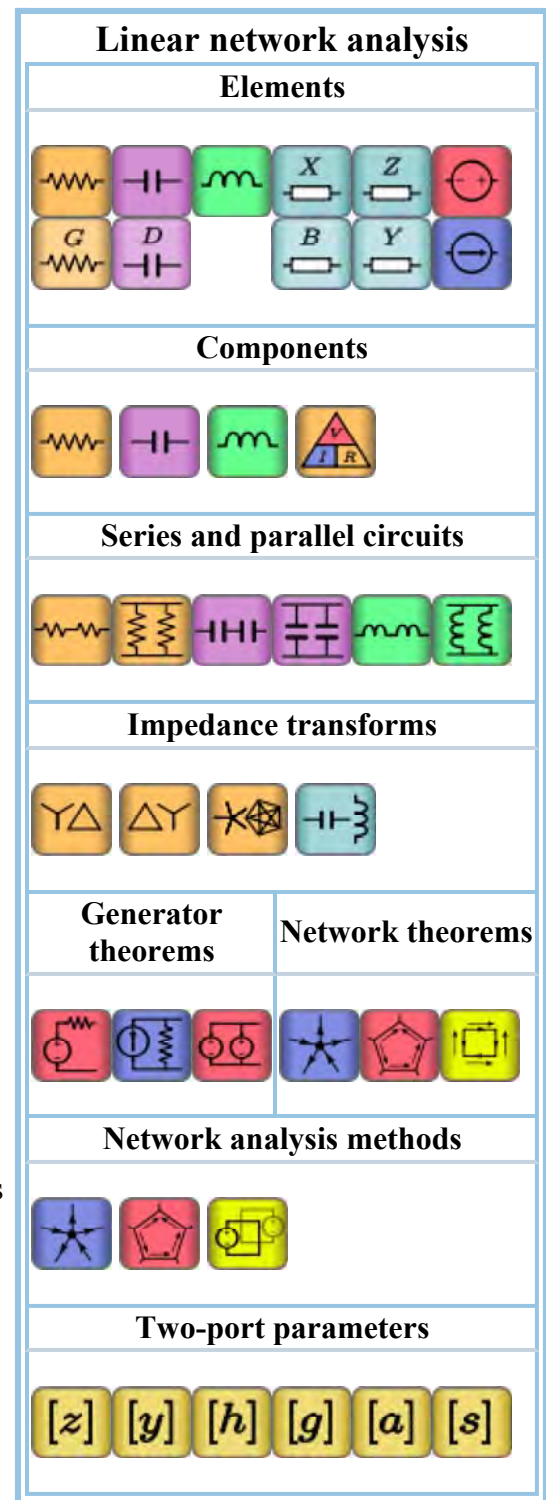 Linear network analysis
Elements
X Z
G D B Y
Components
V
I R
Series and parallel circuits
Impedance transforms
Generator
theorems
Network theorems
Network analysis methods
s
Two-port parameters
[z] [y] [h] [g] [a] [s]